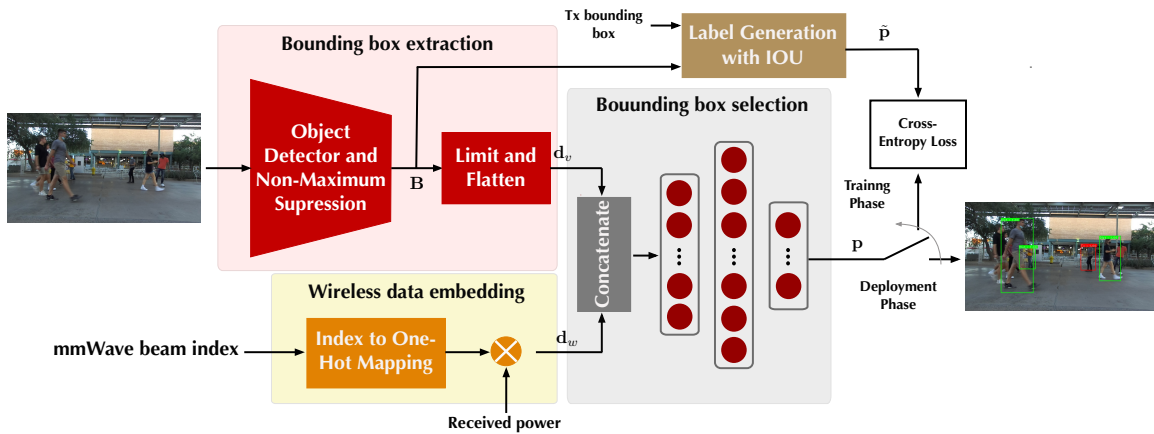 Tx bounding
box
Label Generation
with IOU
p̃
Bounding box extraction
Object
Detector and
Non-Maximum
Supression
B
Limit and
Flatten
d_v
Bouunding box selection
Concatenate
Cross-
Entropy Loss
Trainng
Phase
p
Deployment
Phase
Wireless data embedding
mmWave beam index
Index to One-
Hot Mapping
d_w
Received power